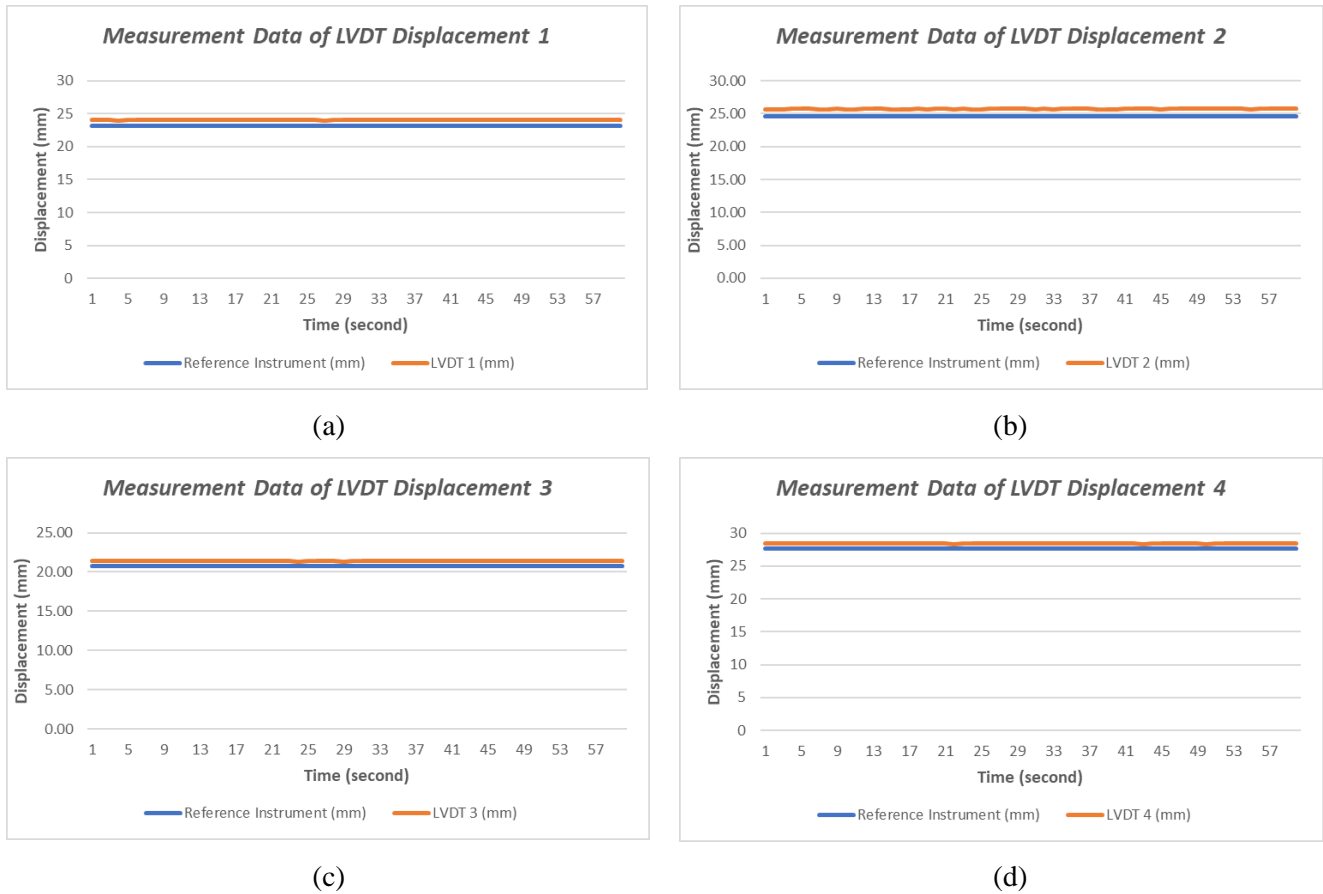 Measurement Data of LVDT Displacement 1
Displacement (mm)
30
25
20
15
10
5
0
1 5 9 13 17 21 25 29 33 37 41 45 49 53 57
Time (second)
Reference Instrument (mm) LVDT 1 (mm)
(a)
Measurement Data of LVDT Displacement 2
Displacement (mm)
30.00
25.00
20.00
15.00
10.00
5.00
0.00
1 5 9 13 17 21 25 29 33 37 41 45 49 53 57
Time (second)
Reference Instrument (mm) LVDT 2 (mm)
(b)
Measurement Data of LVDT Displacement 3
Displacement (mm)
25.00
20.00
15.00
10.00
5.00
0.00
1 5 9 13 17 21 25 29 33 37 41 45 49 53 57
Time (second)
Reference Instrument (mm) LVDT 3 (mm)
(c)
Measurement Data of LVDT Displacement 4
Displacement (mm)
30
25
20
15
10
5
0
1 5 9 13 17 21 25 29 33 37 41 45 49 53 57
Time (second)
Reference Instrument (mm) LVDT 4 (mm)
(d)